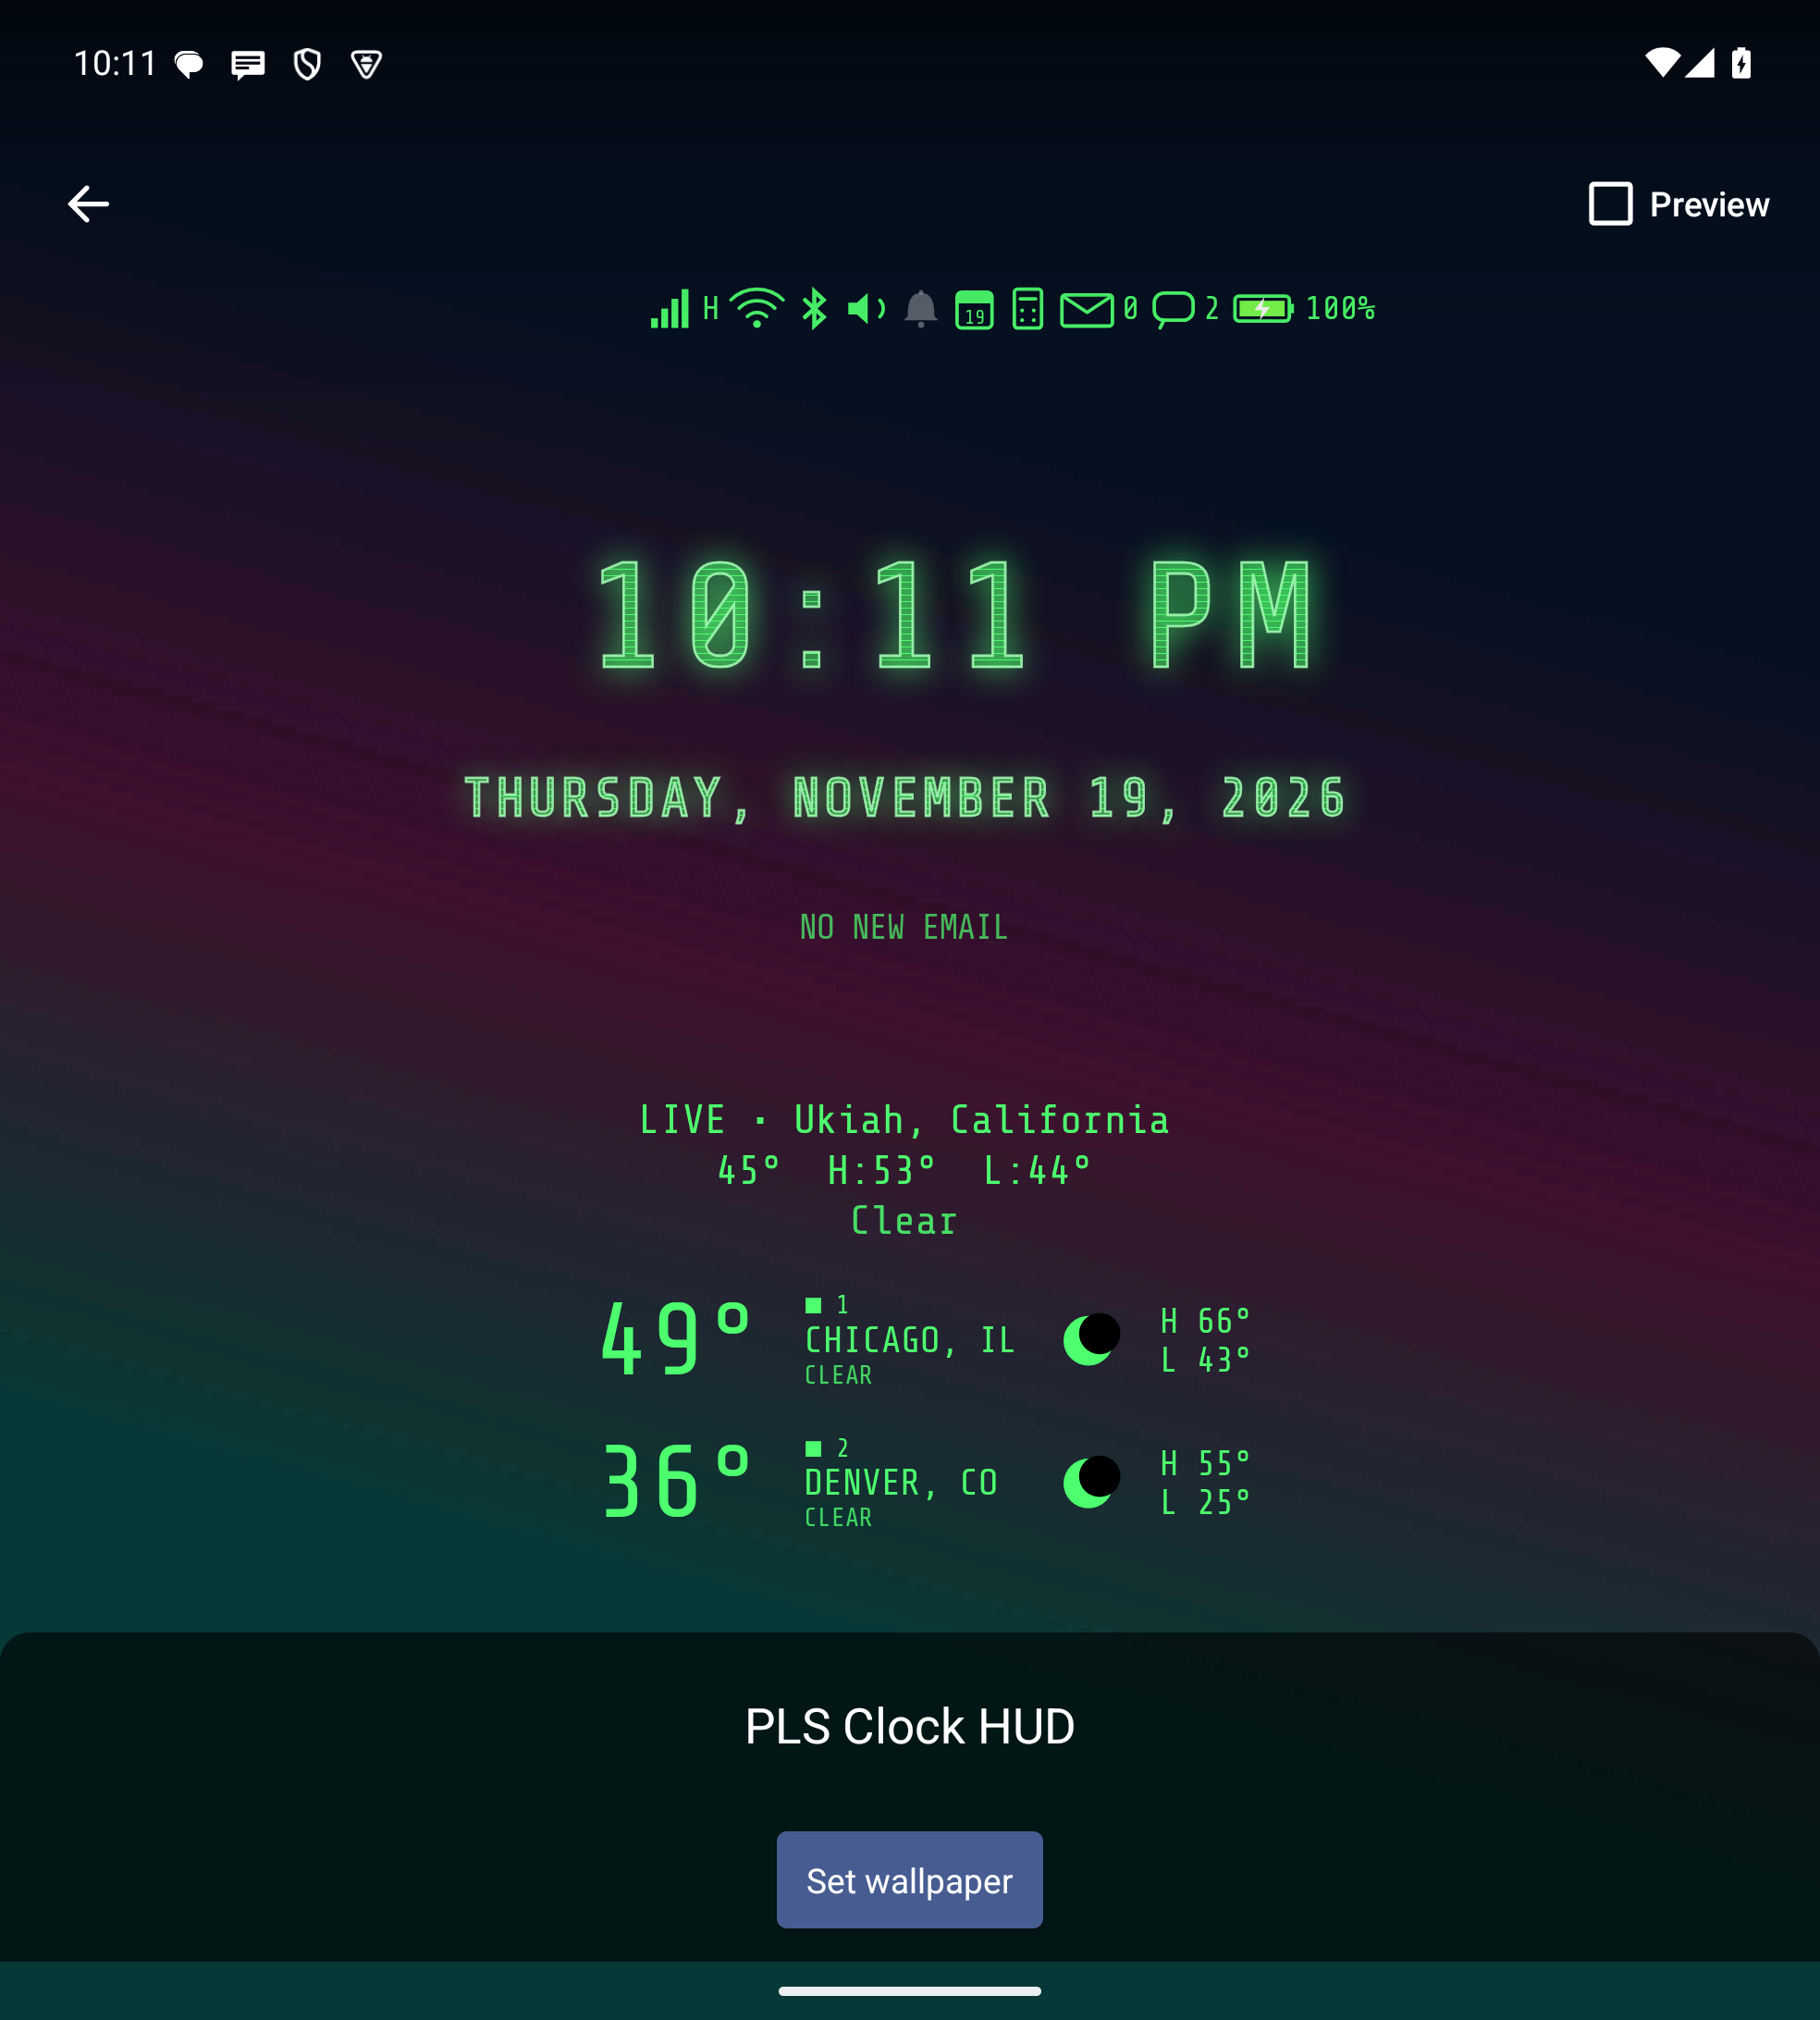 10:11
Preview
H 19 0 2 100%
10:11 PM
THURSDAY, NOVEMBER 19, 2026
NO NEW EMAIL
LIVE · Ukiah, California
45° H:53° L:44°
Clear
49°
■ 1
CHICAGO, IL
CLEAR
H 66°
L 43°
36°
■ 2
DENVER, CO
CLEAR
H 55°
L 25°
PLS Clock HUD
Set wallpaper